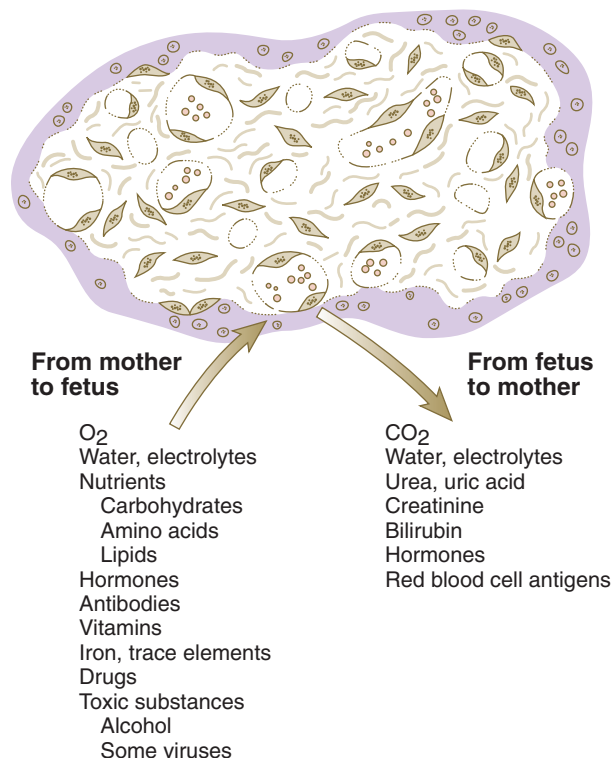 From mother
to fetus
O2
Water, electrolytes
Nutrients
Carbohydrates
Amino acids
Lipids
Hormones
Antibodies
Vitamins
Iron, trace elements
Drugs
Toxic substances
Alcohol
Some viruses
From fetus
to mother
CO2
Water, electrolytes
Urea, uric acid
Creatinine
Bilirubin
Hormones
Red blood cell antigens